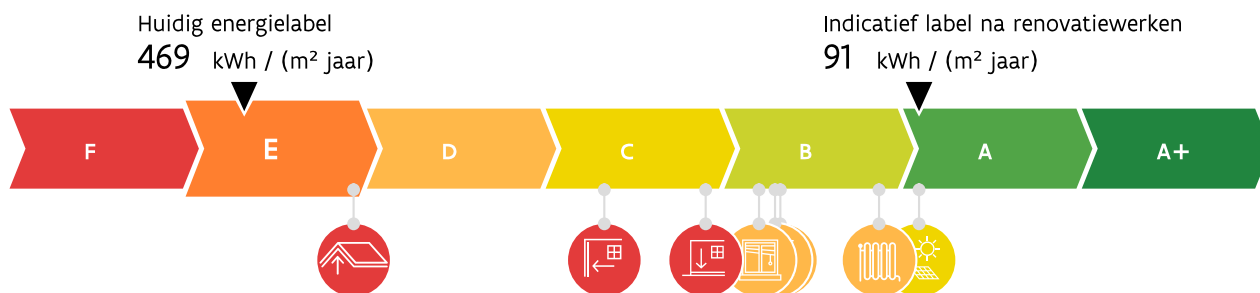 Huidig energielabel
469 kWh / (m² jaar)
Indicatief label na renovatiewerken
91 kWh / (m² jaar)
F E D C B A A+